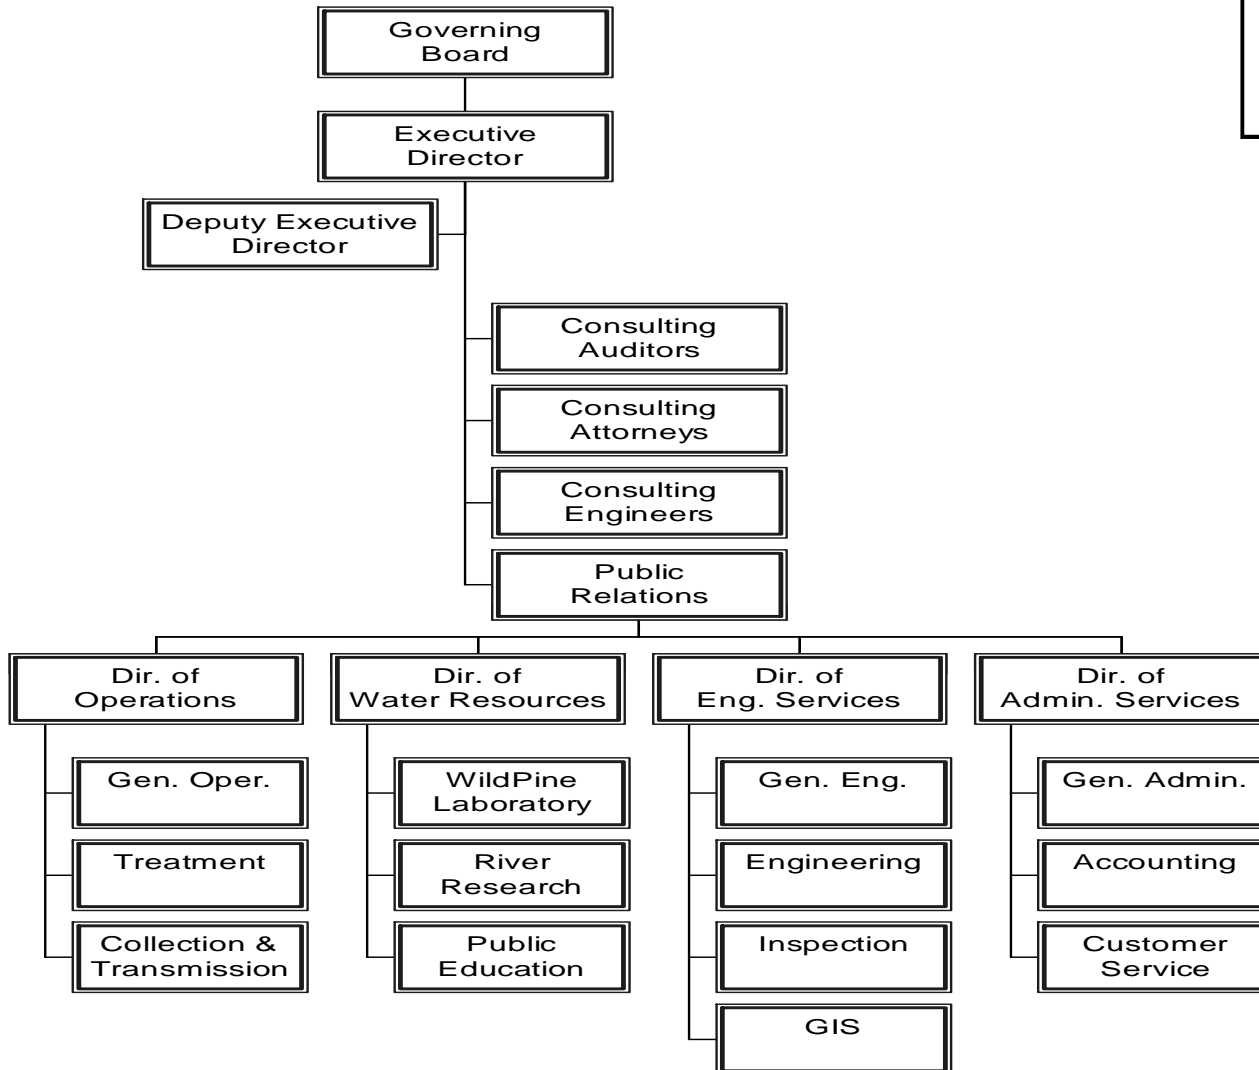 Governing
Board
Executive
Director
Deputy Executive
Director
Consulting
Auditors
Consulting
Attorneys
Consulting
Engineers
Public
Relations
Dir. of
Operations
Dir. of
Water Resources
Dir. of
Eng. Services
Dir. of
Admin. Services
Gen. Oper.
Treatment
Collection &
Transmission
WildPine
Laboratory
River
Research
Public
Education
Gen. Eng.
Engineering
Inspection
GIS
Gen. Admin.
Accounting
Customer
Service